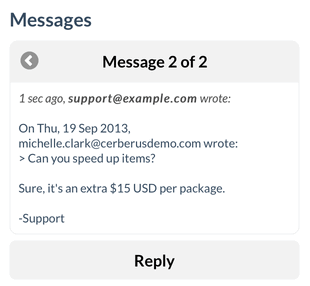 Messages
Message 2 of 2
1 sec ago, support@example.com wrote:
On Thu, 19 Sep 2013,
michelle.clark@cerberusdemo.com wrote:
> Can you speed up items?
Sure, it's an extra $15 USD per package.
-Support
Reply